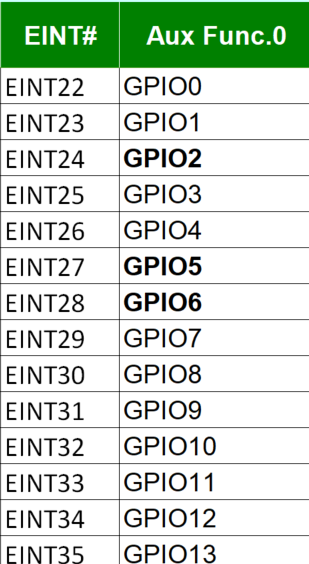 EINT# Aux Func.0
EINT22 GPIO0
EINT23 GPIO1
EINT24 GPIO2
EINT25 GPIO3
EINT26 GPIO4
EINT27 GPIO5
EINT28 GPIO6
EINT29 GPIO7
EINT30 GPIO8
EINT31 GPIO9
EINT32 GPIO10
EINT33 GPIO11
EINT34 GPIO12
EINT35 GPIO13